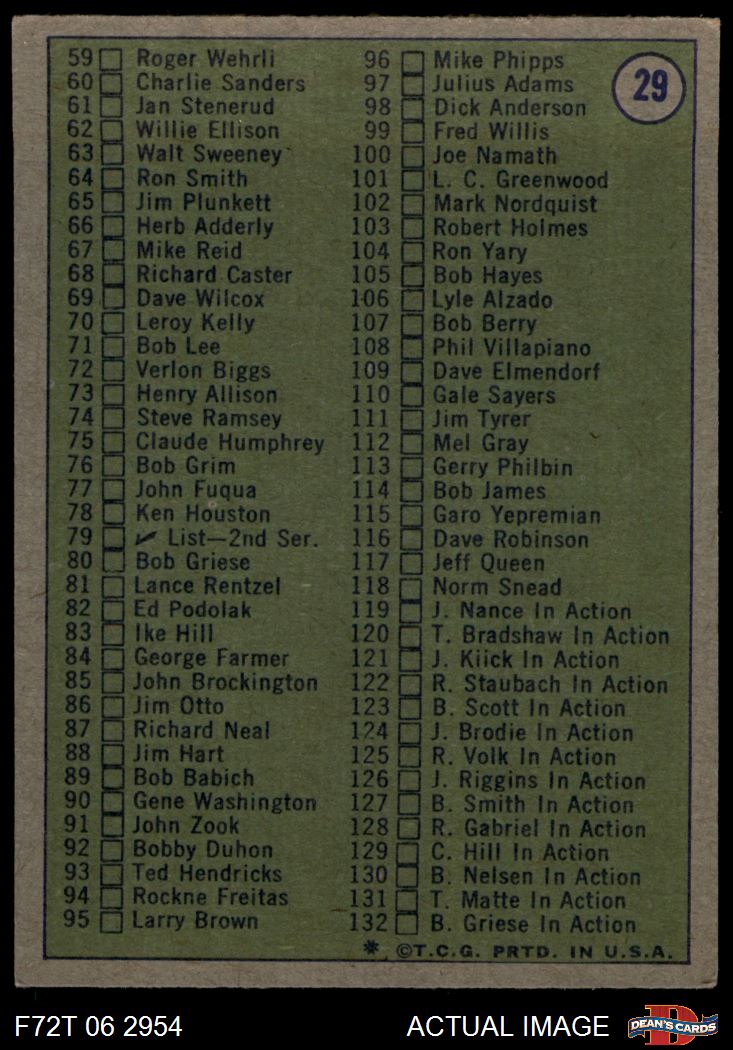 29
59 Roger Wehrli
60 Charlie Sanders
61 Jan Stenerud
62 Willie Ellison
63 Walt Sweeney
64 Ron Smith
65 Jim Plunkett
66 Herb Adderly
67 Mike Reid
68 Richard Caster
69 Dave Wilcox
70 Leroy Kelly
71 Bob Lee
72 Verlon Biggs
73 Henry Allison
74 Steve Ramsey
75 Claude Humphrey
76 Bob Grim
77 John Fuqua
78 Ken Houston
79 ✓ List—2nd Ser.
80 Bob Griese
81 Lance Rentzel
82 Ed Podolak
83 Ike Hill
84 George Farmer
85 John Brockington
86 Jim Otto
87 Richard Neal
88 Jim Hart
89 Bob Babich
90 Gene Washington
91 John Zook
92 Bobby Duhon
93 Ted Hendricks
94 Rockne Freitas
95 Larry Brown
96 Mike Phipps
97 Julius Adams
98 Dick Anderson
99 Fred Willis
100 Joe Namath
101 L. C. Greenwood
102 Mark Nordquist
103 Robert Holmes
104 Ron Yary
105 Bob Hayes
106 Lyle Alzado
107 Bob Berry
108 Phil Villapiano
109 Dave Elmendorf
110 Gale Sayers
111 Jim Tyrer
112 Mel Gray
113 Gerry Philbin
114 Bob James
115 Garo Yepremian
116 Dave Robinson
117 Jeff Queen
118 Norm Snead
119 J. Nance In Action
120 T. Bradshaw In Action
121 J. Kiick In Action
122 R. Staubach In Action
123 B. Scott In Action
124 J. Brodie In Action
125 R. Volk In Action
126 J. Riggins In Action
127 B. Smith In Action
128 R. Gabriel In Action
129 C. Hill In Action
130 B. Nelsen In Action
131 T. Matte In Action
132 B. Griese In Action
* ©T.C.G. PRTD. IN U.S.A.
F72T 06 2954
ACTUAL IMAGE
D
DEAN'S CARDS